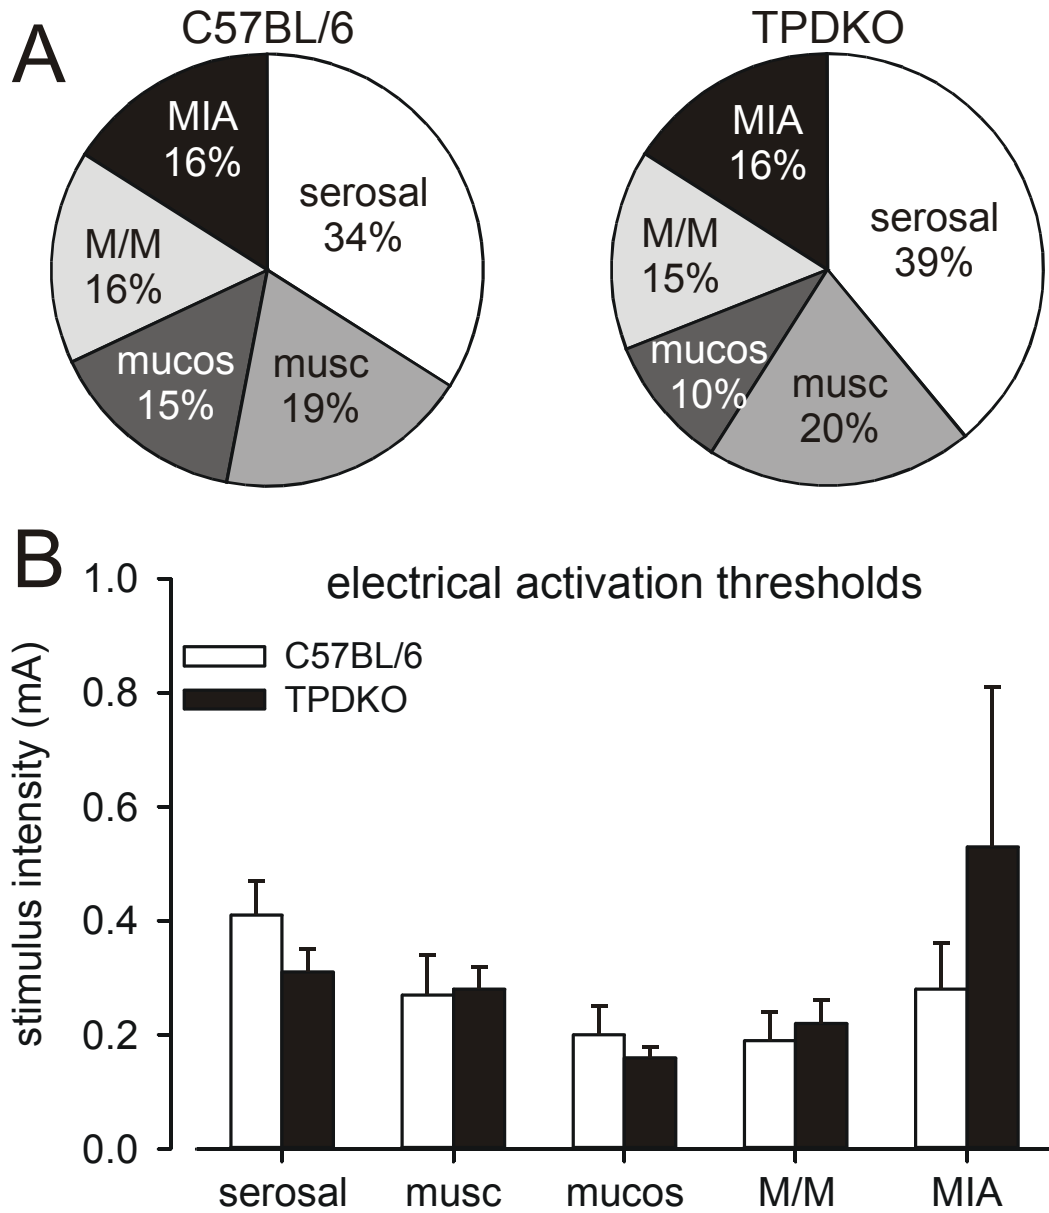 A
C57BL/6
TPDKO
MIA
16%
serosal
34%
M/M
16%
mucos
15%
musc
19%
MIA
16%
serosal
39%
M/M
15%
mucos
10%
musc
20%
B
electrical activation thresholds
C57BL/6
TPDKO
stimulus intensity (mA)
1.0
0.8
0.6
0.4
0.2
0.0
serosal
musc
mucos
M/M
MIA